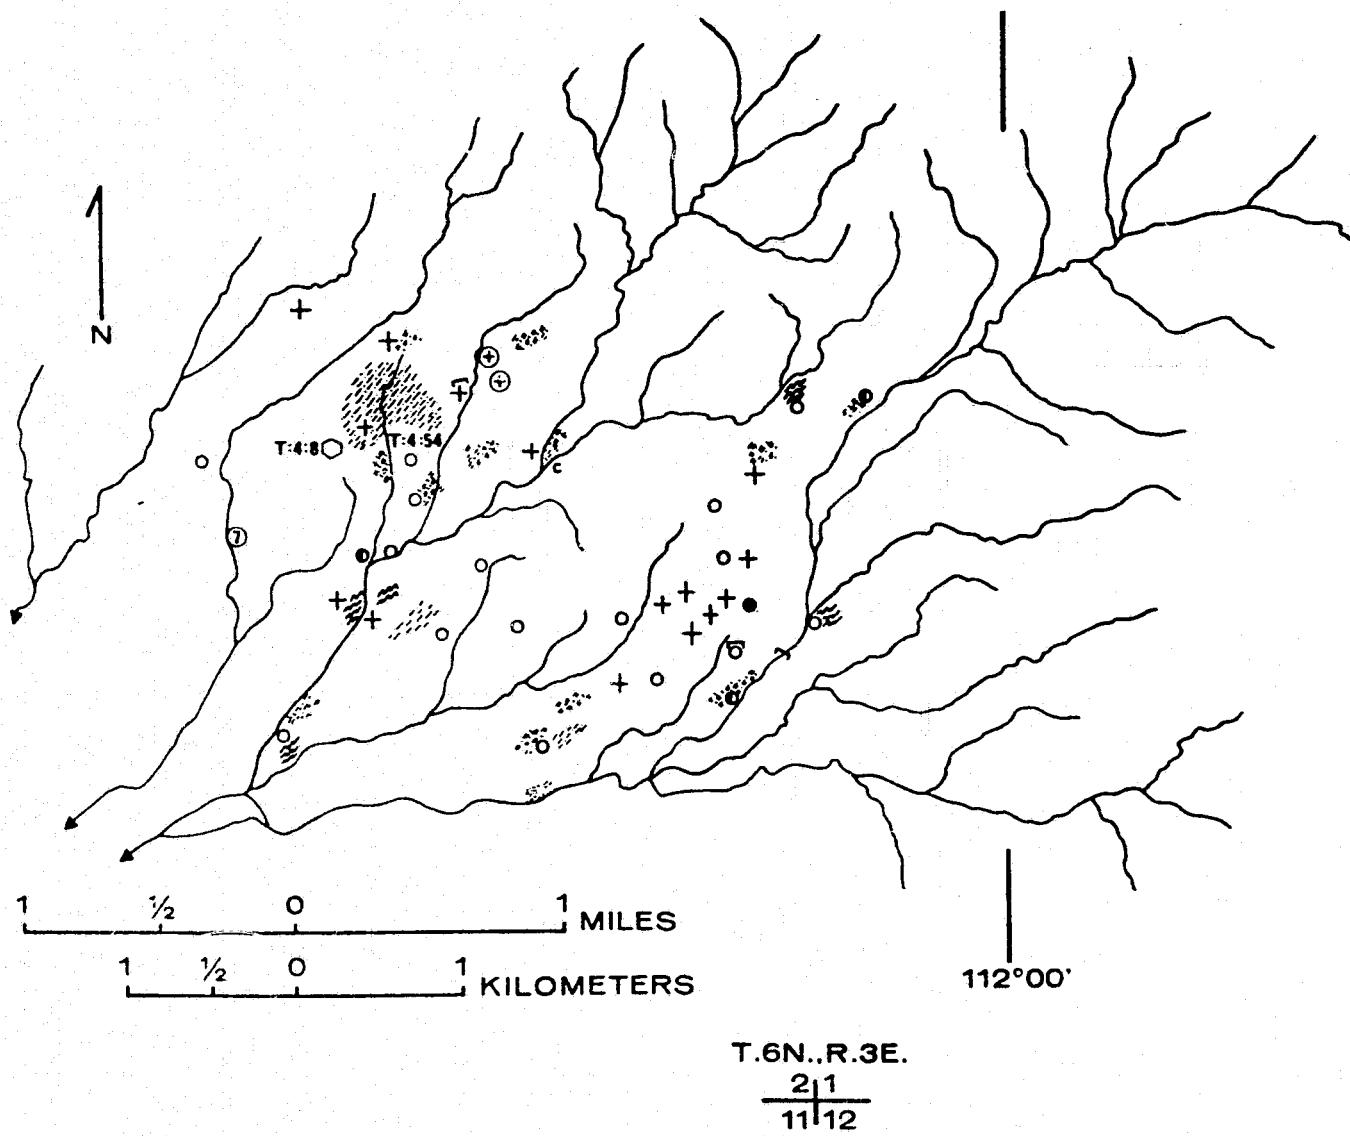 N
T:4:8
T:4:54
7
c
1 ½ 0 1 MILES
1 ½ 0 1 KILOMETERS
112°00'
T.6N.,R.3E.
2 1
11 12